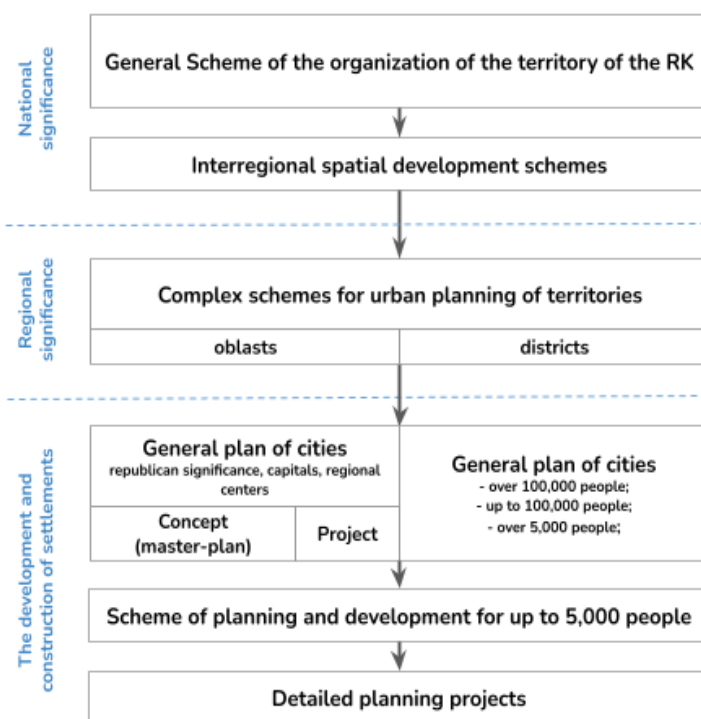 National
significance
General Scheme of the organization of the territory of the RK
Interregional spatial development schemes
Regional
significance
Complex schemes for urban planning of territories
oblasts
districts
The development and
construction of settlements
General plan of cities
republican significance, capitals, regional
centers
Concept
(master-plan)
Project
General plan of cities
- over 100,000 people;
- up to 100,000 people;
- over 5,000 people;
Scheme of planning and development for up to 5,000 people
Detailed planning projects